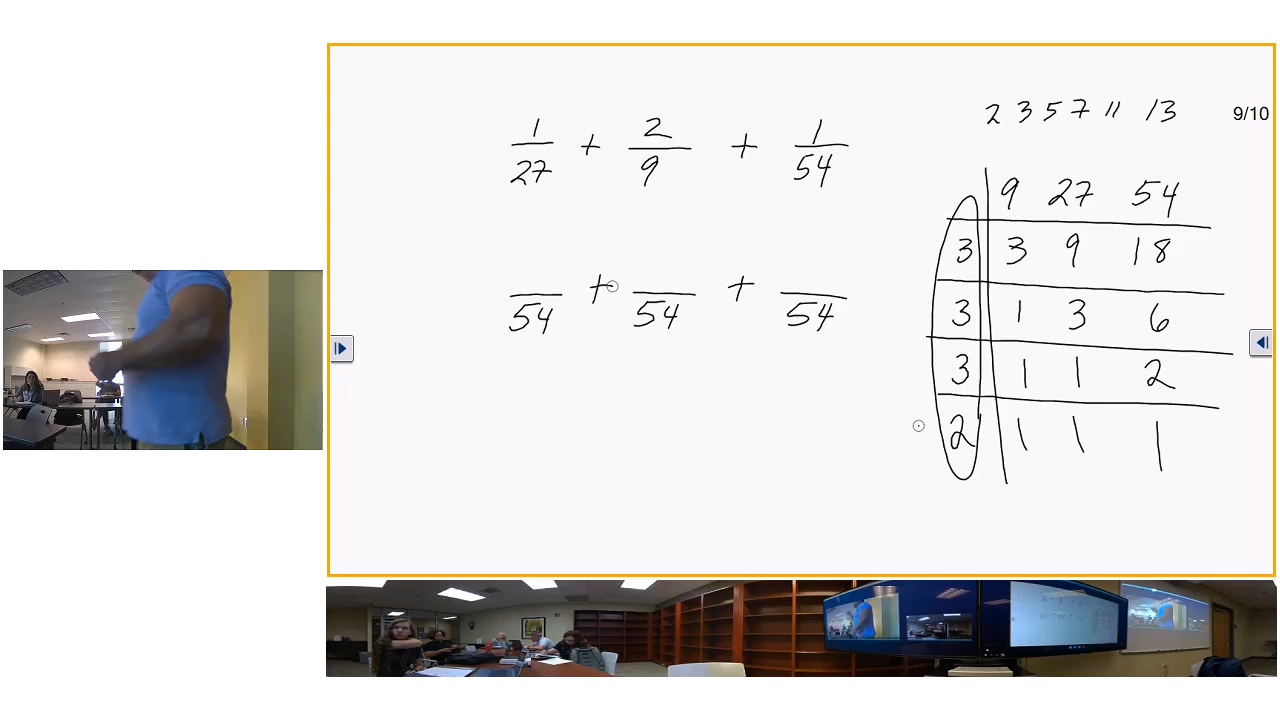 1/27 + 2/9 + 1/54
/54 + /54 + /54
2 3 5 7 11 13
9/10
9 27 54
3 3 9 18
3 1 3 6
3 1 1 2
2 1 1 1